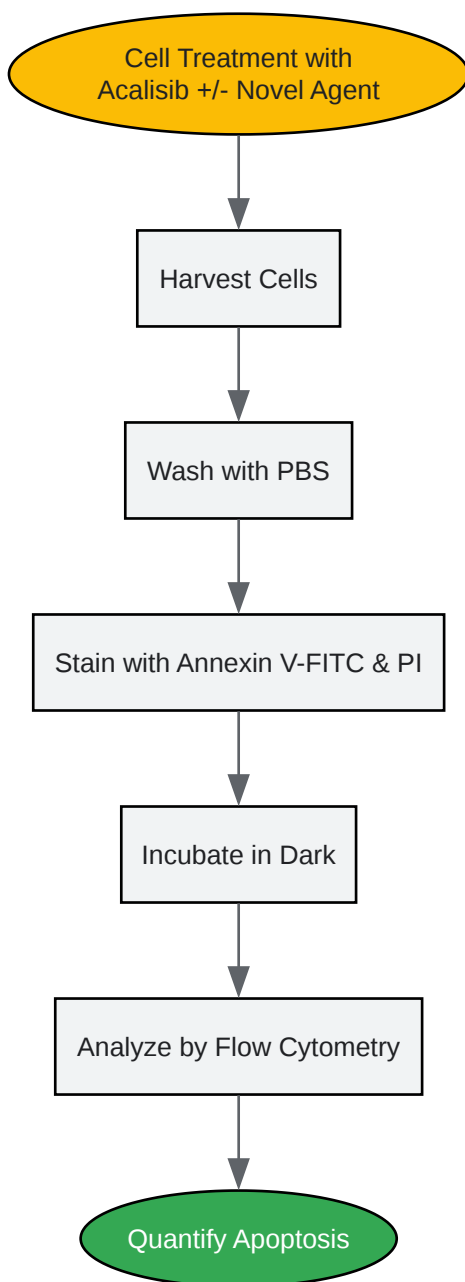 Cell Treatment with
Acalisib +/- Novel Agent
Harvest Cells
Wash with PBS
Stain with Annexin V-FITC & PI
Incubate in Dark
Analyze by Flow Cytometry
Quantify Apoptosis